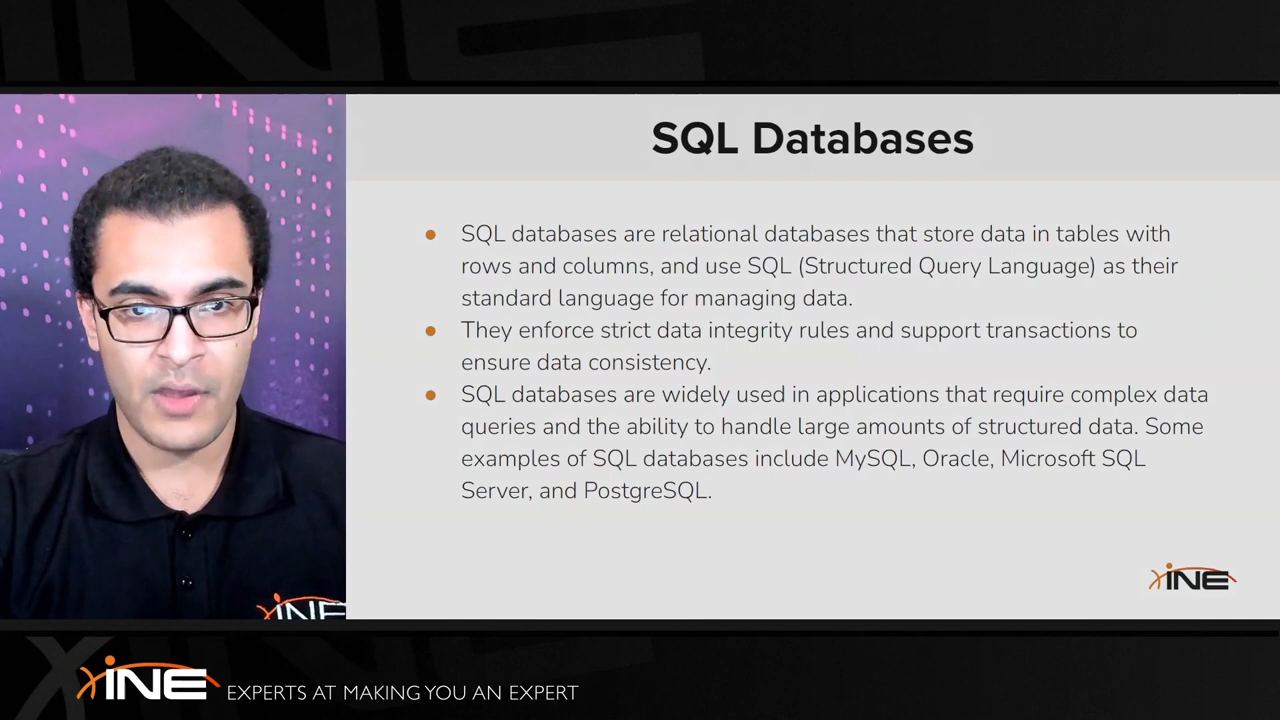 SQL Databases
SQL databases are relational databases that store data in tables with
rows and columns, and use SQL (Structured Query Language) as their
standard language for managing data.
They enforce strict data integrity rules and support transactions to
ensure data consistency.
SQL databases are widely used in applications that require complex data
queries and the ability to handle large amounts of structured data. Some
examples of SQL databases include MySQL, Oracle, Microsoft SQL
Server, and PostgreSQL.
INE
INE
INE EXPERTS AT MAKING YOU AN EXPERT